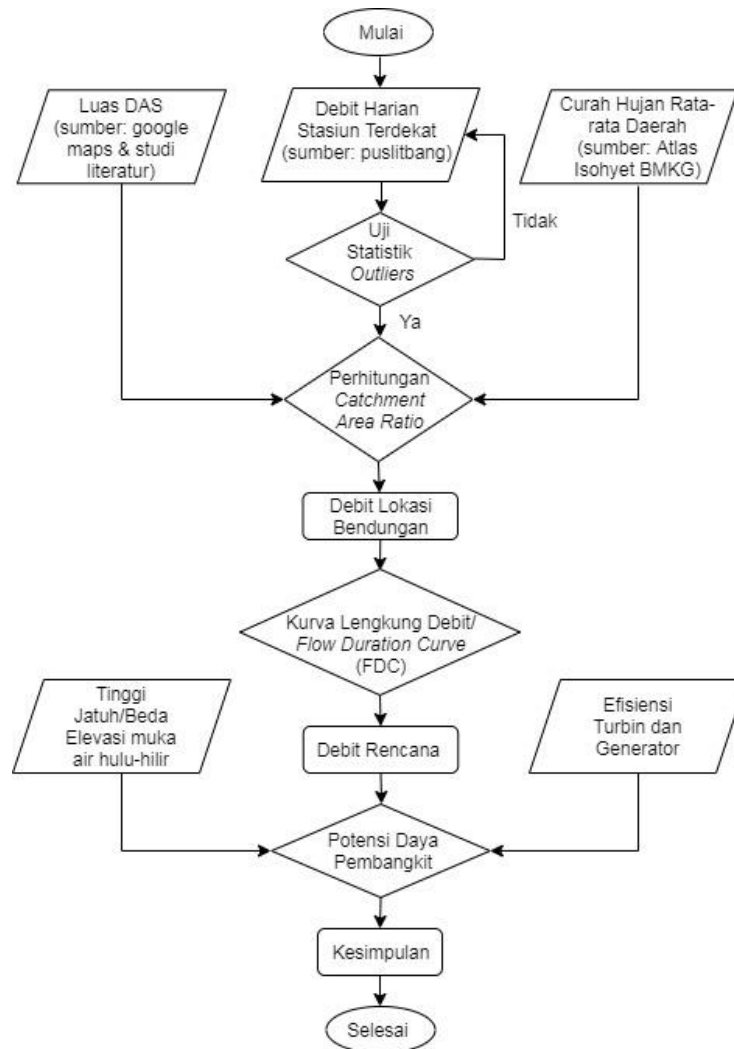 Mulai
Luas DAS
(sumber: google
maps & studi
literatur)
Debit Harian
Stasiun Terdekat
(sumber: puslitbang)
Curah Hujan Rata-
rata Daerah
(sumber: Atlas
Isohyet BMKG)
Tidak
Uji
Statistik
Outliers
Ya
Perhitungan
Catchment
Area Ratio
Debit Lokasi
Bendungan
Kurva Lengkung Debit/
Flow Duration Curve
(FDC)
Tinggi
Jatuh/Beda
Elevasi muka
air hulu-hilir
Debit Rencana
Efisiensi
Turbin dan
Generator
Potensi Daya
Pembangkit
Kesimpulan
Selesai